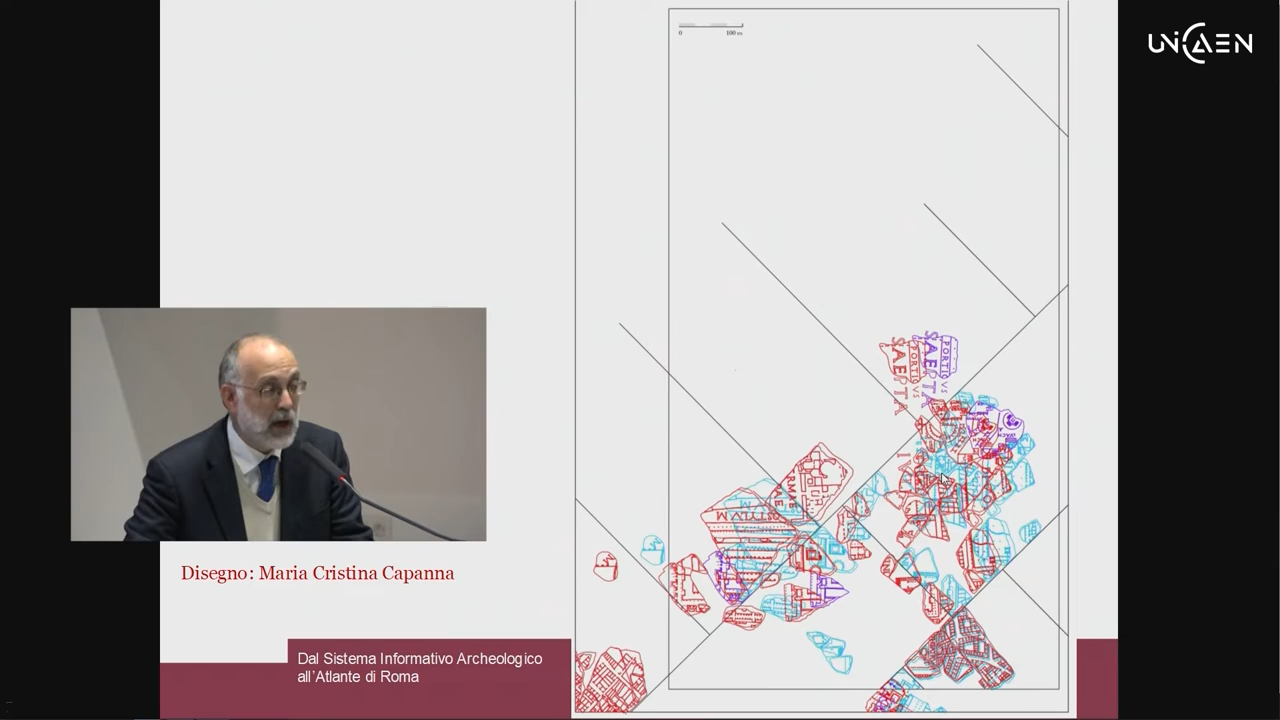 UNICAEN
0 100 m
PORTICVS
SAEPTA
PORTICVS
SAEPTA
Disegno: Maria Cristina Capanna
Dal Sistema Informativo Archeologico
all'Atlante di Roma